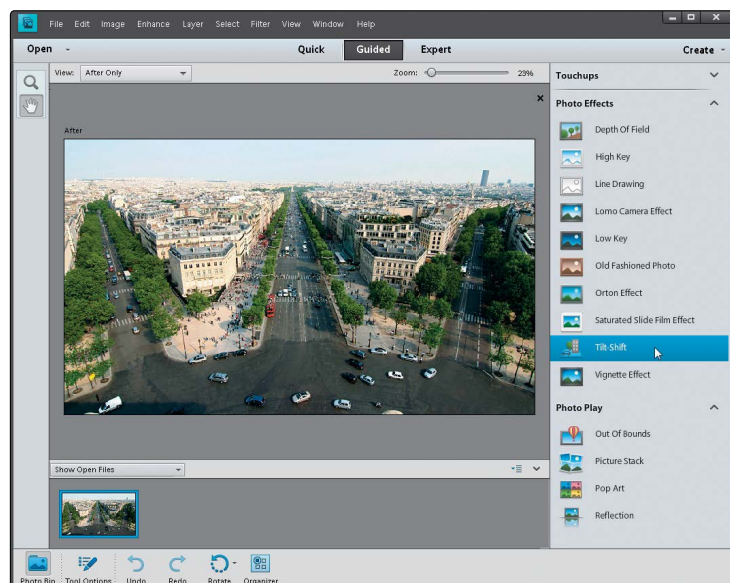 File Edit Image Enhance Layer Select Filter View Window Help
Open Quick Guided Expert Create
View: After Only Zoom: 23%
After
Touchups
Photo Effects
Depth Of Field
High Key
Line Drawing
Lomo Camera Effect
Low Key
Old Fashioned Photo
Orton Effect
Saturated Slide Film Effect
Tilt-Shift
Vignette Effect
Photo Play
Out Of Bounds
Picture Stack
Pop Art
Reflection
Show Open Files
Photo Bin Tool Options Undo Redo Rotate Organizer